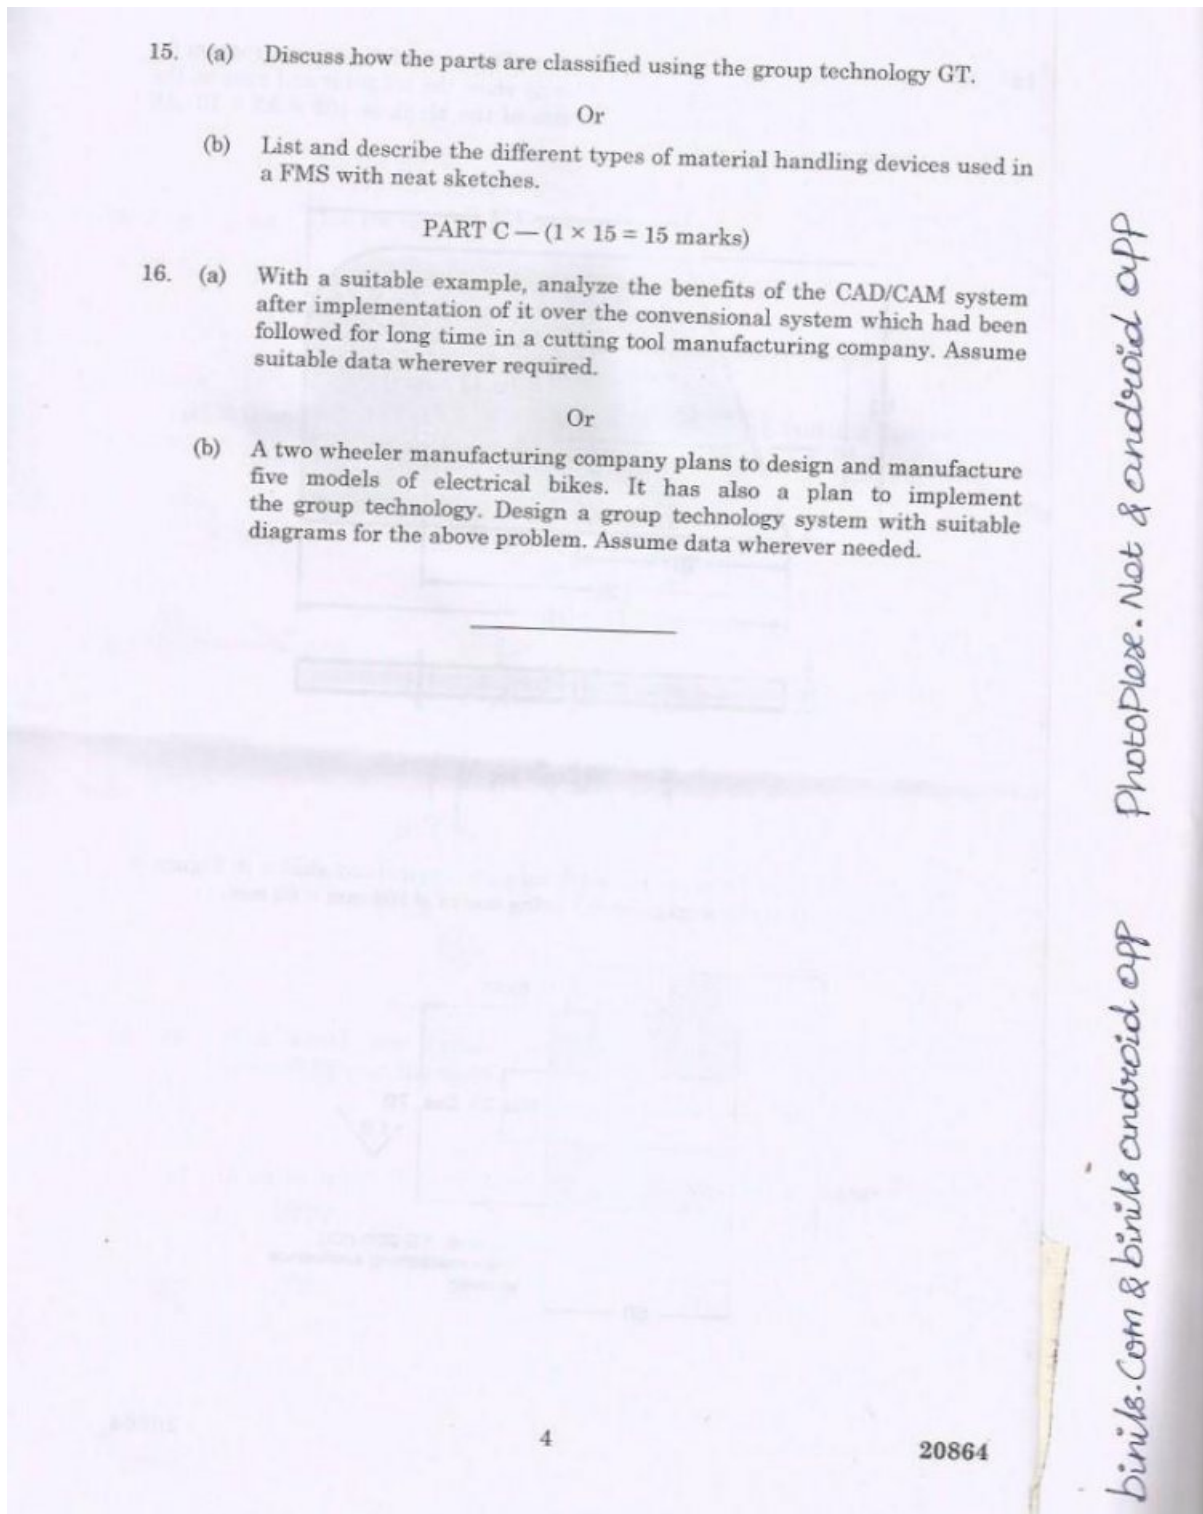 15. (a) Discuss how the parts are classified using the group technology GT.
Or
(b) List and describe the different types of material handling devices used in
a FMS with neat sketches.
PART C — (1 × 15 = 15 marks)
16. (a) With a suitable example, analyze the benefits of the CAD/CAM system
after implementation of it over the convensional system which had been
followed for long time in a cutting tool manufacturing company. Assume
suitable data wherever required.
Or
(b) A two wheeler manufacturing company plans to design and manufacture
five models of electrical bikes. It has also a plan to implement
the group technology. Design a group technology system with suitable
diagrams for the above problem. Assume data wherever needed.
4
20864
PhotoPlex.Net & android app
binils.Com & binils android app